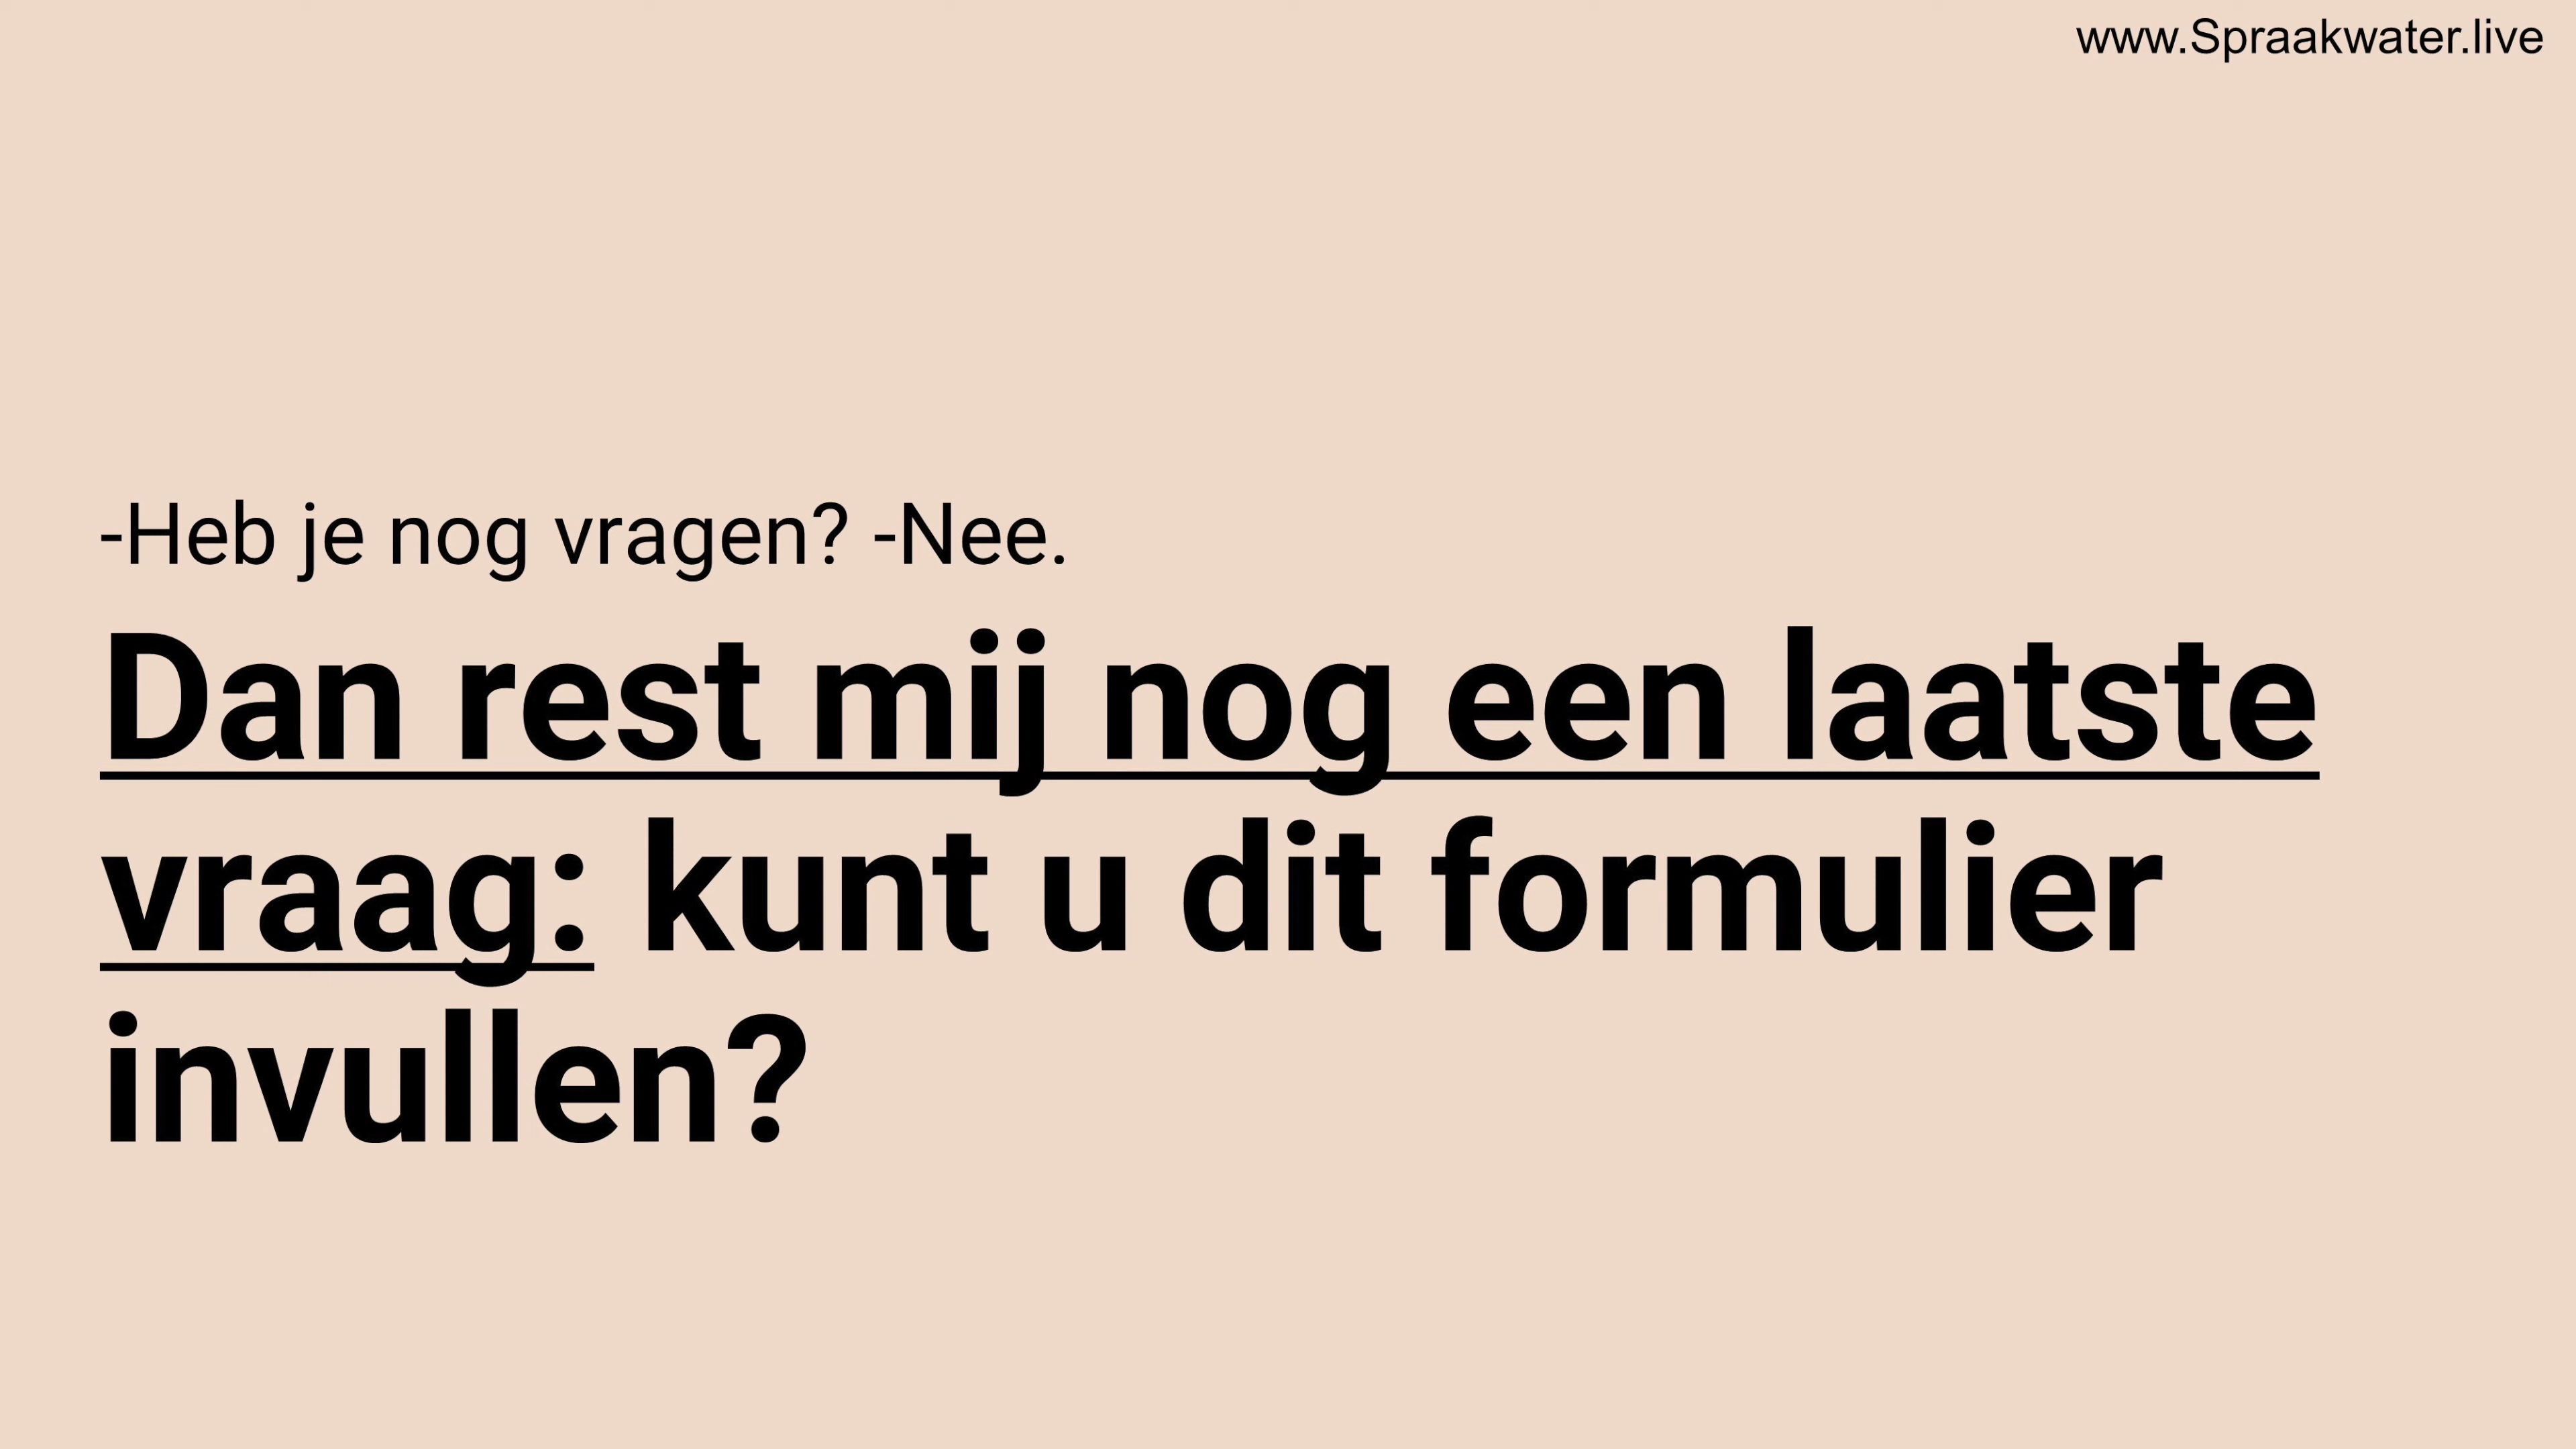 www.Spraakwater.live
-Heb je nog vragen? -Nee.
Dan rest mij nog een laatste
vraag: kunt u dit formulier
invullen?